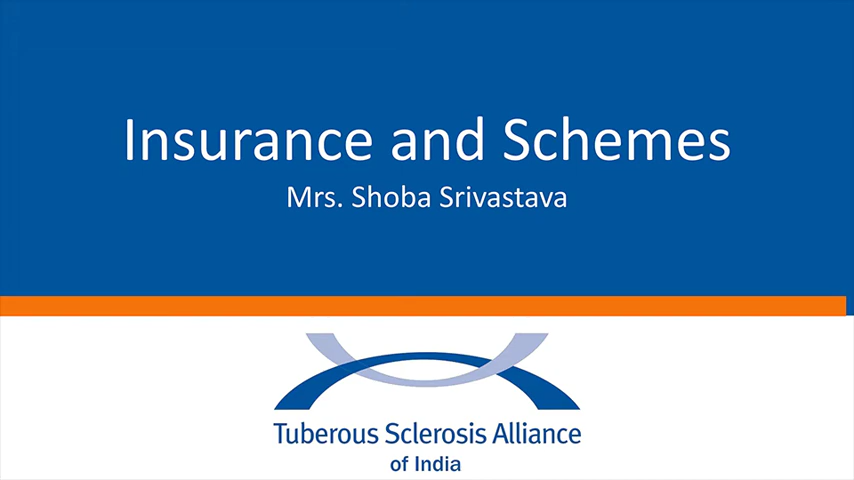 Insurance and Schemes
Mrs. Shoba Srivastava
Tuberous Sclerosis Alliance
of India